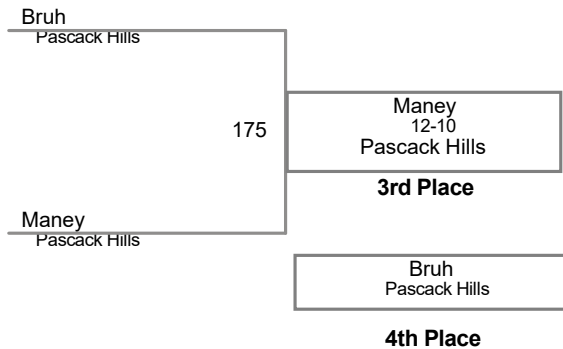 Bruh
Pascack Hills
175
Maney
12-10
Pascack Hills
3rd Place
Maney
Pascack Hills
Bruh
Pascack Hills
4th Place